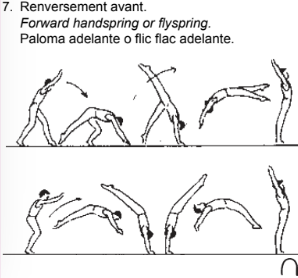 7. Renversement avant.
Forward handspring or flyspring.
Paloma adelante o flic flac adelante.